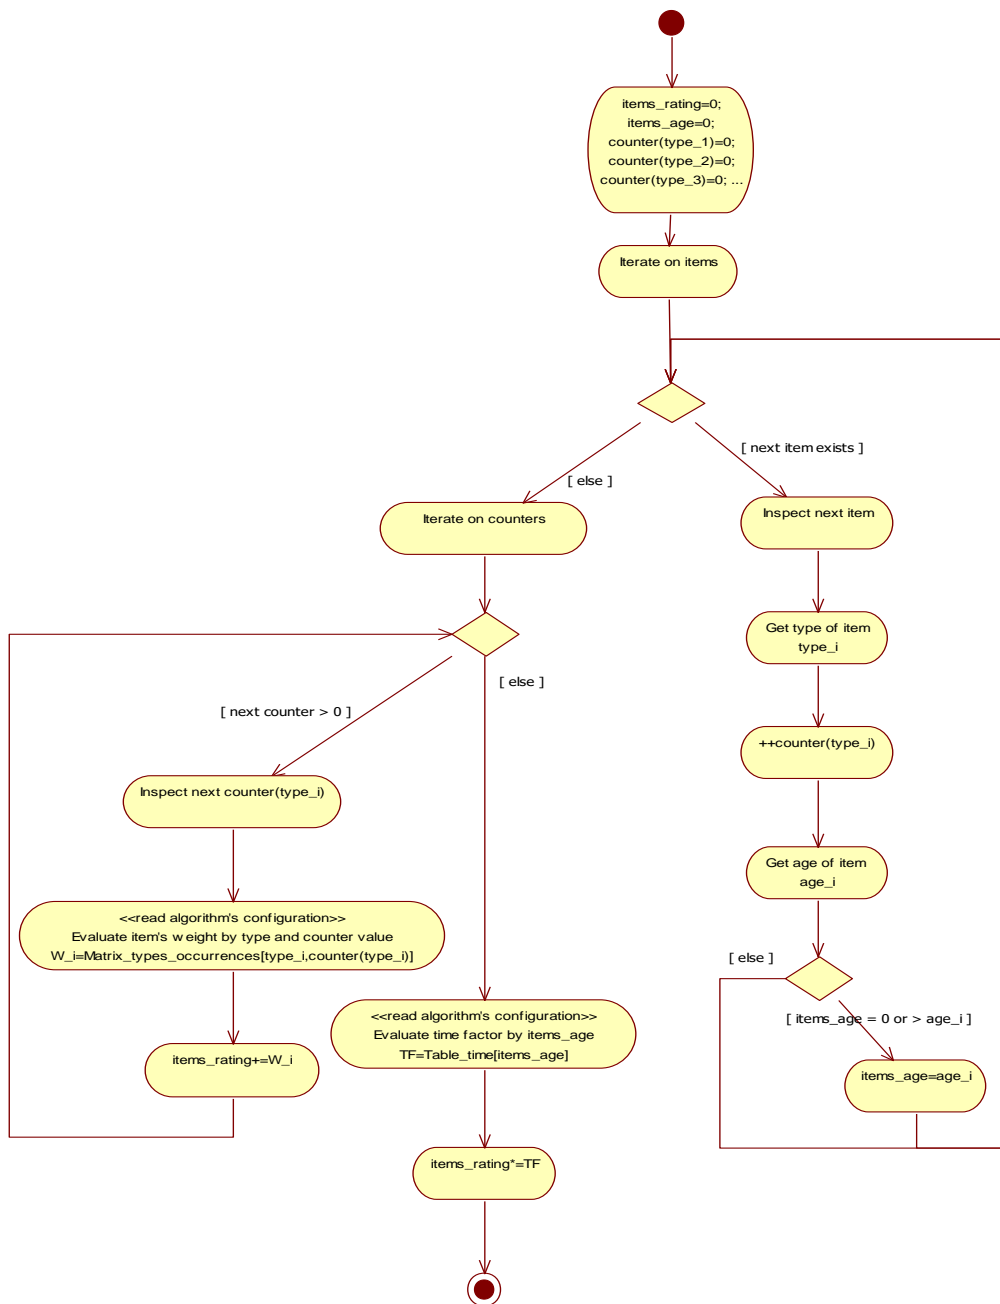 items_rating=0;
items_age=0;
counter(type_1)=0;
counter(type_2)=0;
counter(type_3)=0; ...
Iterate on items
[ next item exists ]
[ else ]
Iterate on counters
Inspect next item
Get type of item
type_i
[ else ]
[ next counter > 0 ]
++counter(type_i)
Inspect next counter(type_i)
Get age of item
age_i
<<read algorithm's configuration>>
Evaluate item's weight by type and counter value
W_i=Matrix_types_occurrences[type_i,counter(type_i)]
[ else ]
<<read algorithm's configuration>>
Evaluate time factor by items_age
TF=Table_time[items_age]
[ items_age = 0 or > age_i ]
items_rating+=W_i
items_age=age_i
items_rating*=TF